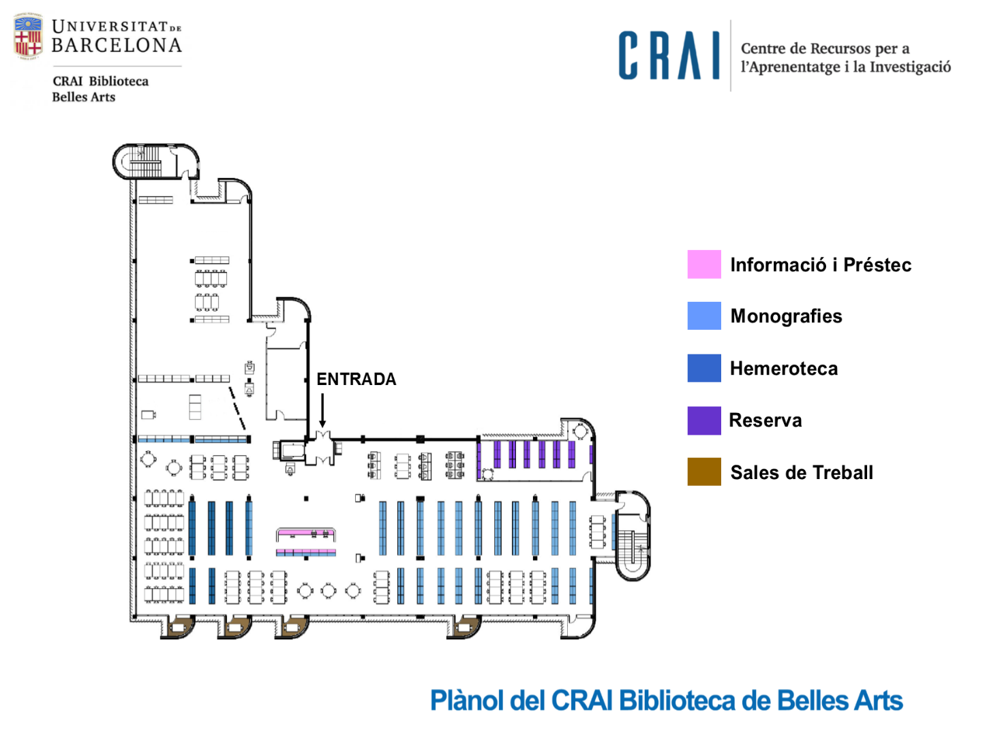 UNIVERSITAT DE
BARCELONA
CRAI Biblioteca
Belles Arts
CRAI
Centre de Recursos per a
l'Aprenentatge i la Investigació
Informació i Préstec
Monografies
Hemeroteca
ENTRADA
Reserva
Sales de Treball
Plànol del CRAI Biblioteca de Belles Arts